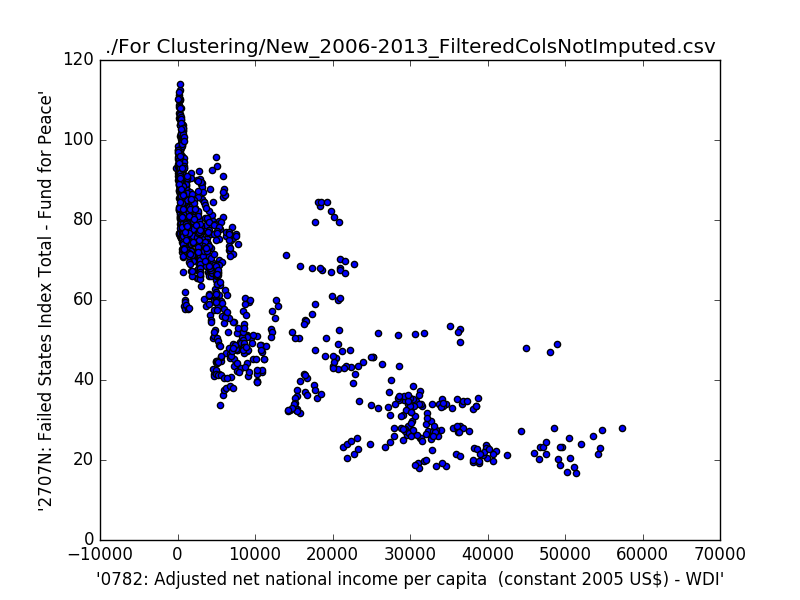 ./For Clustering/New_2006-2013_FilteredColsNotImputed.csv
120
100
80
60
40
20
0
'2707N: Failed States Index Total - Fund for Peace'
−10000 0 10000 20000 30000 40000 50000 60000 70000
'0782: Adjusted net national income per capita  (constant 2005 US$) - WDI'